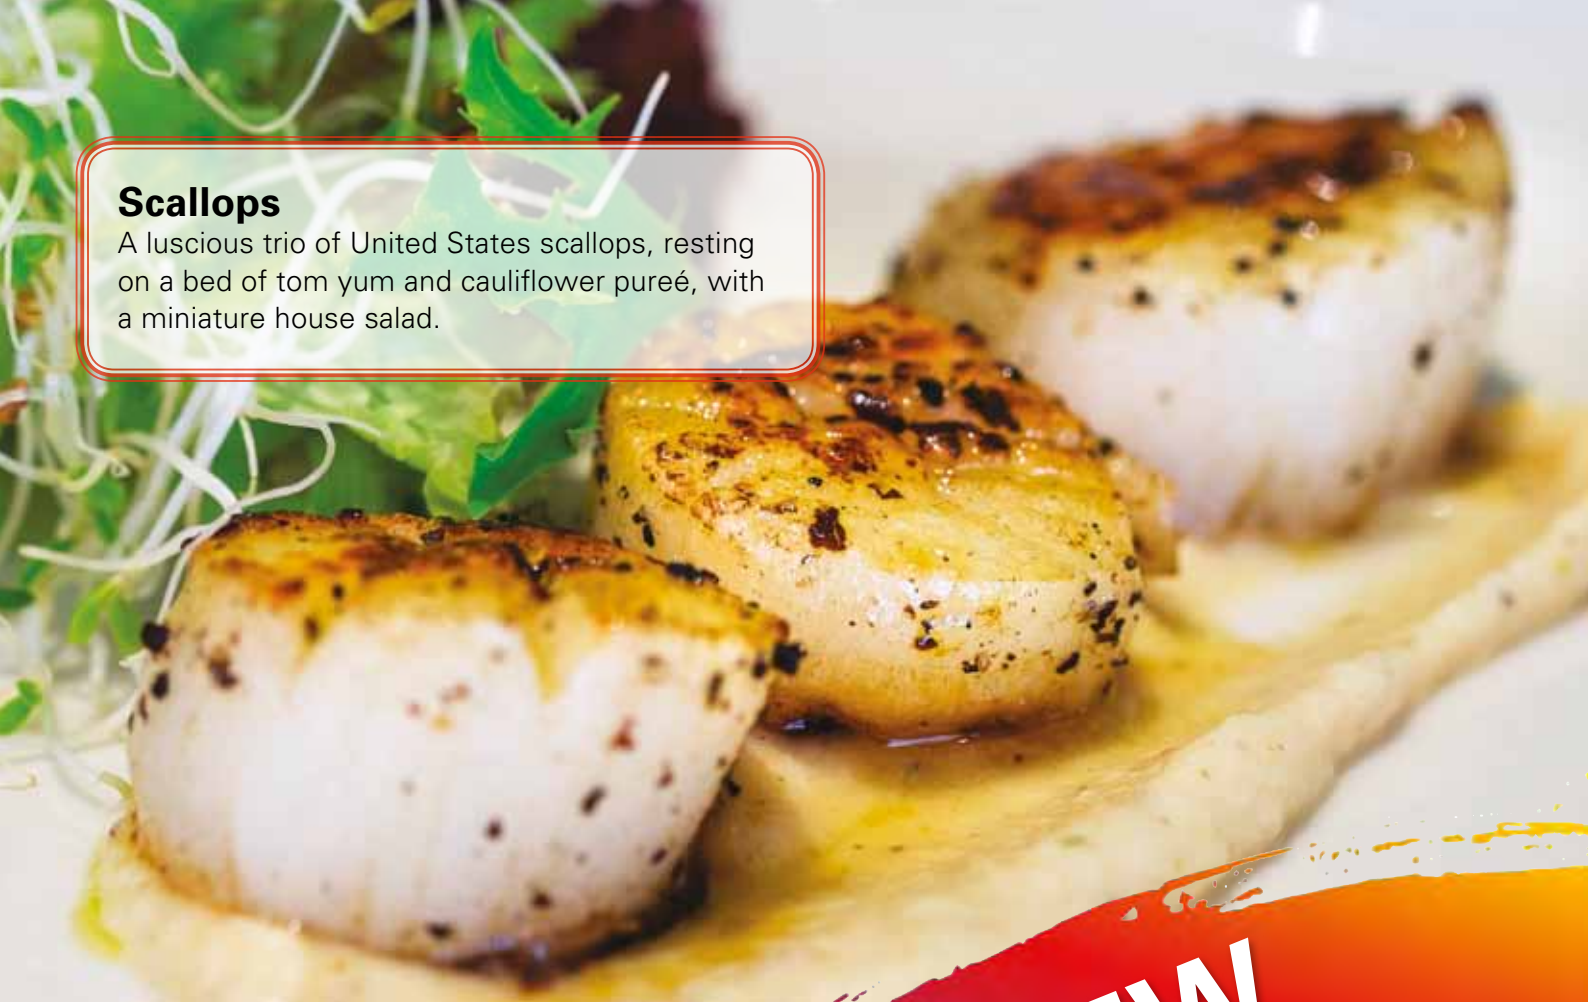 Scallops
A luscious trio of United States scallops, resting
on a bed of tom yum and cauliflower pureé, with
a miniature house salad.